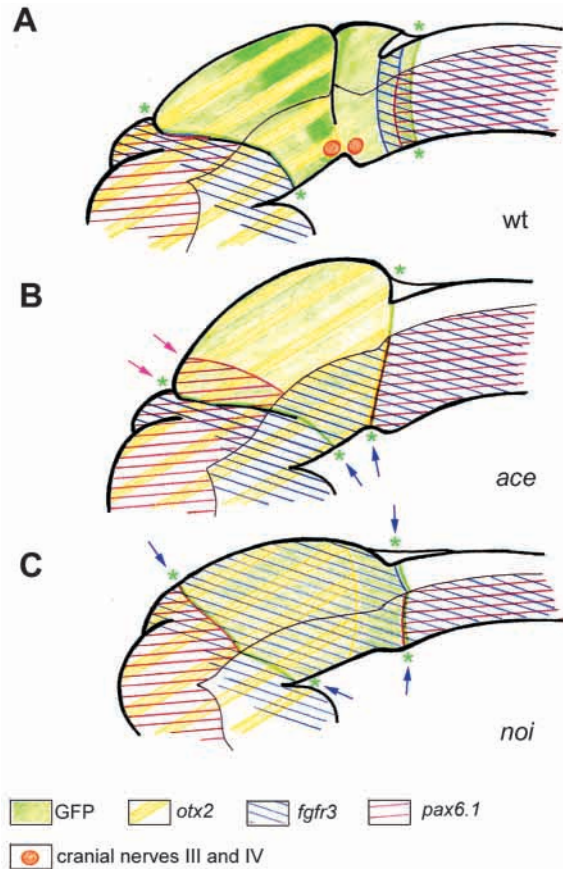 A
wt
B
ace
C
noi
GFP otx2 fgfr3 pax6.1
cranial nerves III and IV